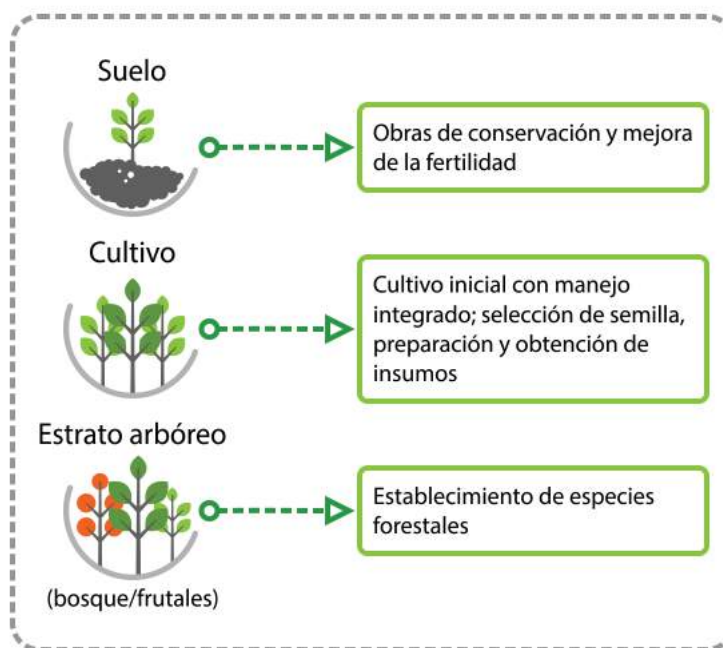 Suelo
Obras de conservación y mejora
de la fertilidad
Cultivo
Cultivo inicial con manejo
integrado; selección de semilla,
preparación y obtención de
insumos
Estrato arbóreo
Establecimiento de especies
forestales
(bosque/frutales)